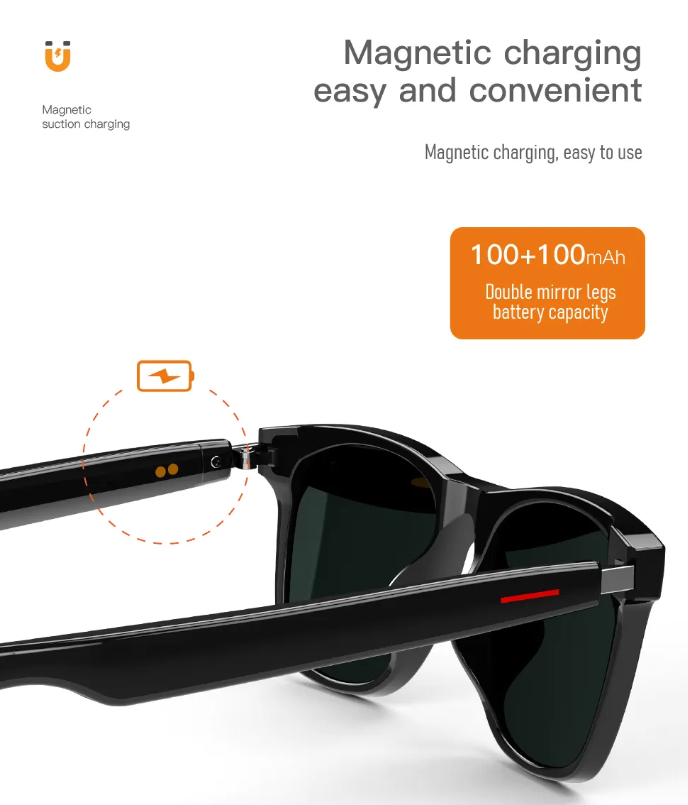 Magnetic charging
easy and convenient
Magnetic
suction charging
Magnetic charging, easy to use
100+100mAh
Double mirror legs
battery capacity